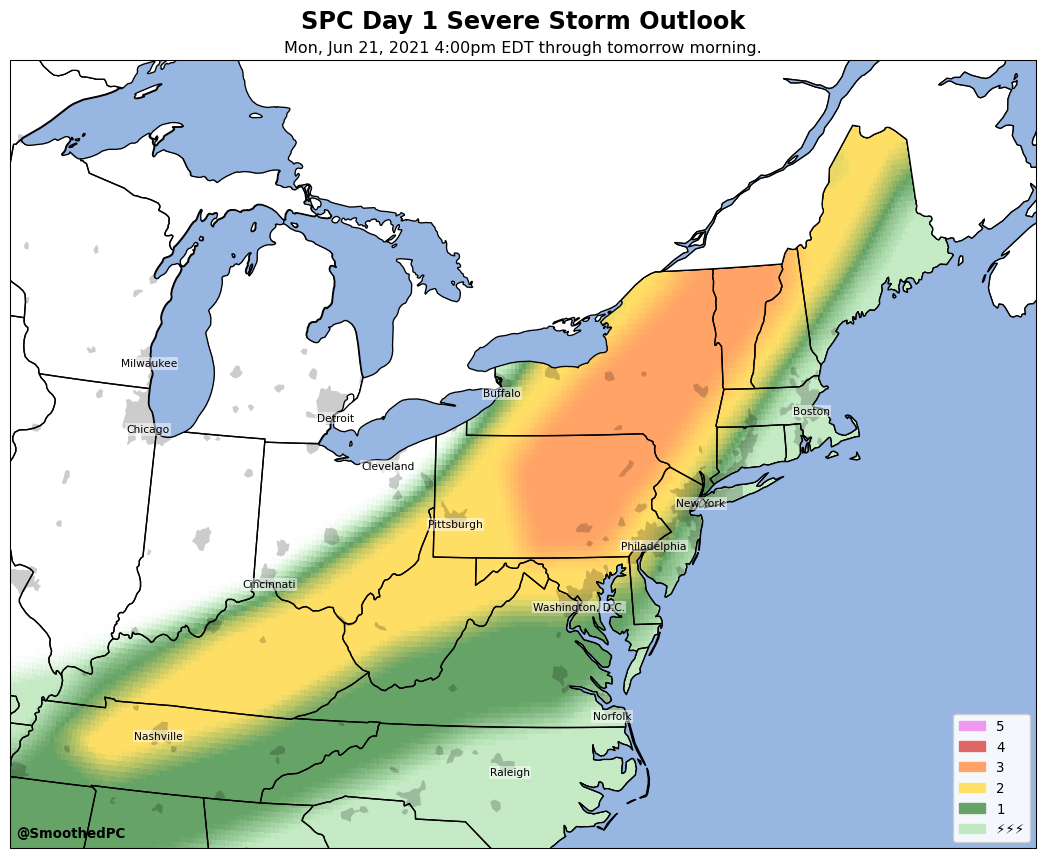 SPC Day 1 Severe Storm Outlook
Mon, Jun 21, 2021 4:00pm EDT through tomorrow morning.
Milwaukee
Buffalo
Boston
Detroit
Chicago
Cleveland
New York
Pittsburgh
Philadelphia
Cincinnati
Washington, D.C.
Norfolk
Nashville
Raleigh
5
4
3
2
1
⚡⚡⚡
@SmoothedPC